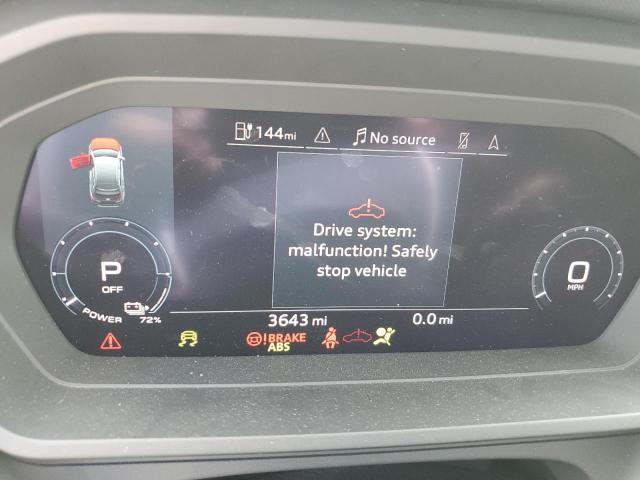 144mi
No source
Drive system:
malfunction! Safely
stop vehicle
P
OFF
POWER
72%
0
MPH
3643 mi
0.0 mi
!BRAKE
ABS